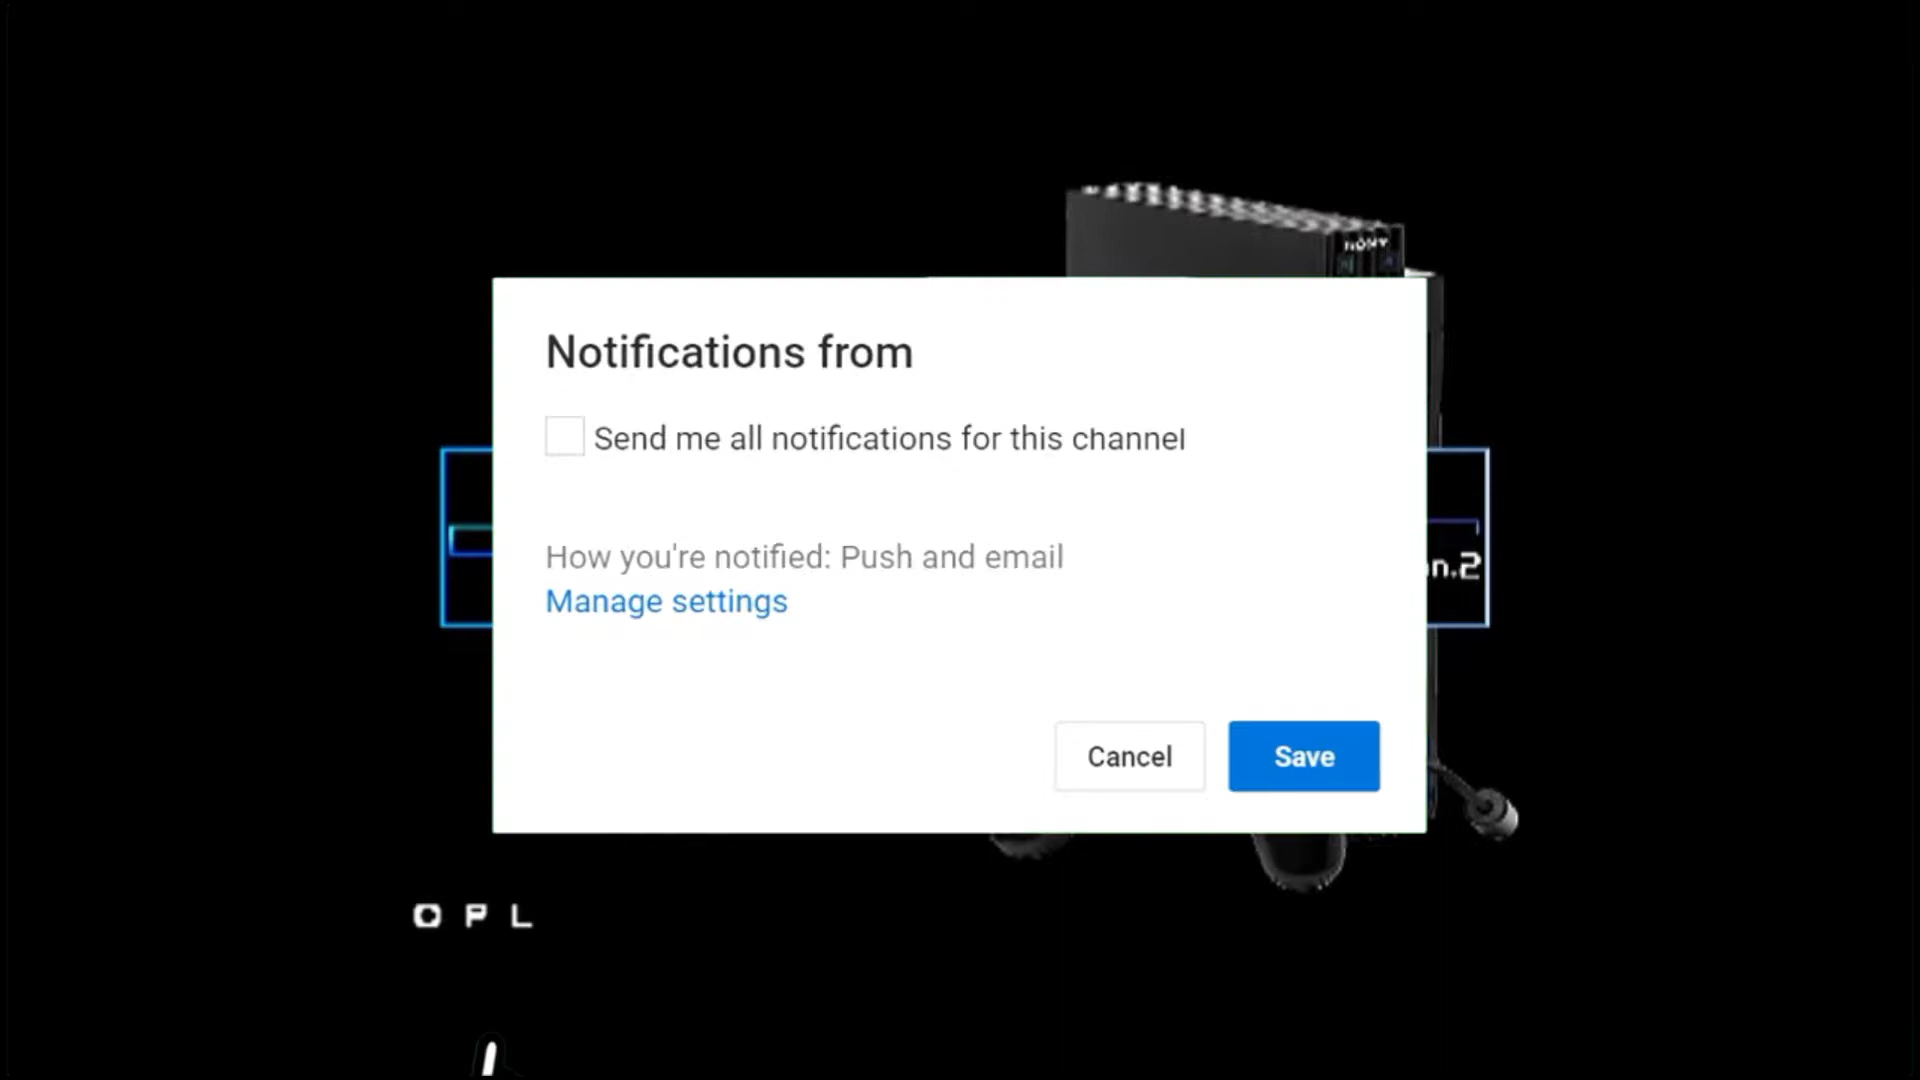 SONY
Notifications from
Send me all notifications for this channel
How you're notified: Push and email
Manage settings
n.2
Cancel
Save
O P L